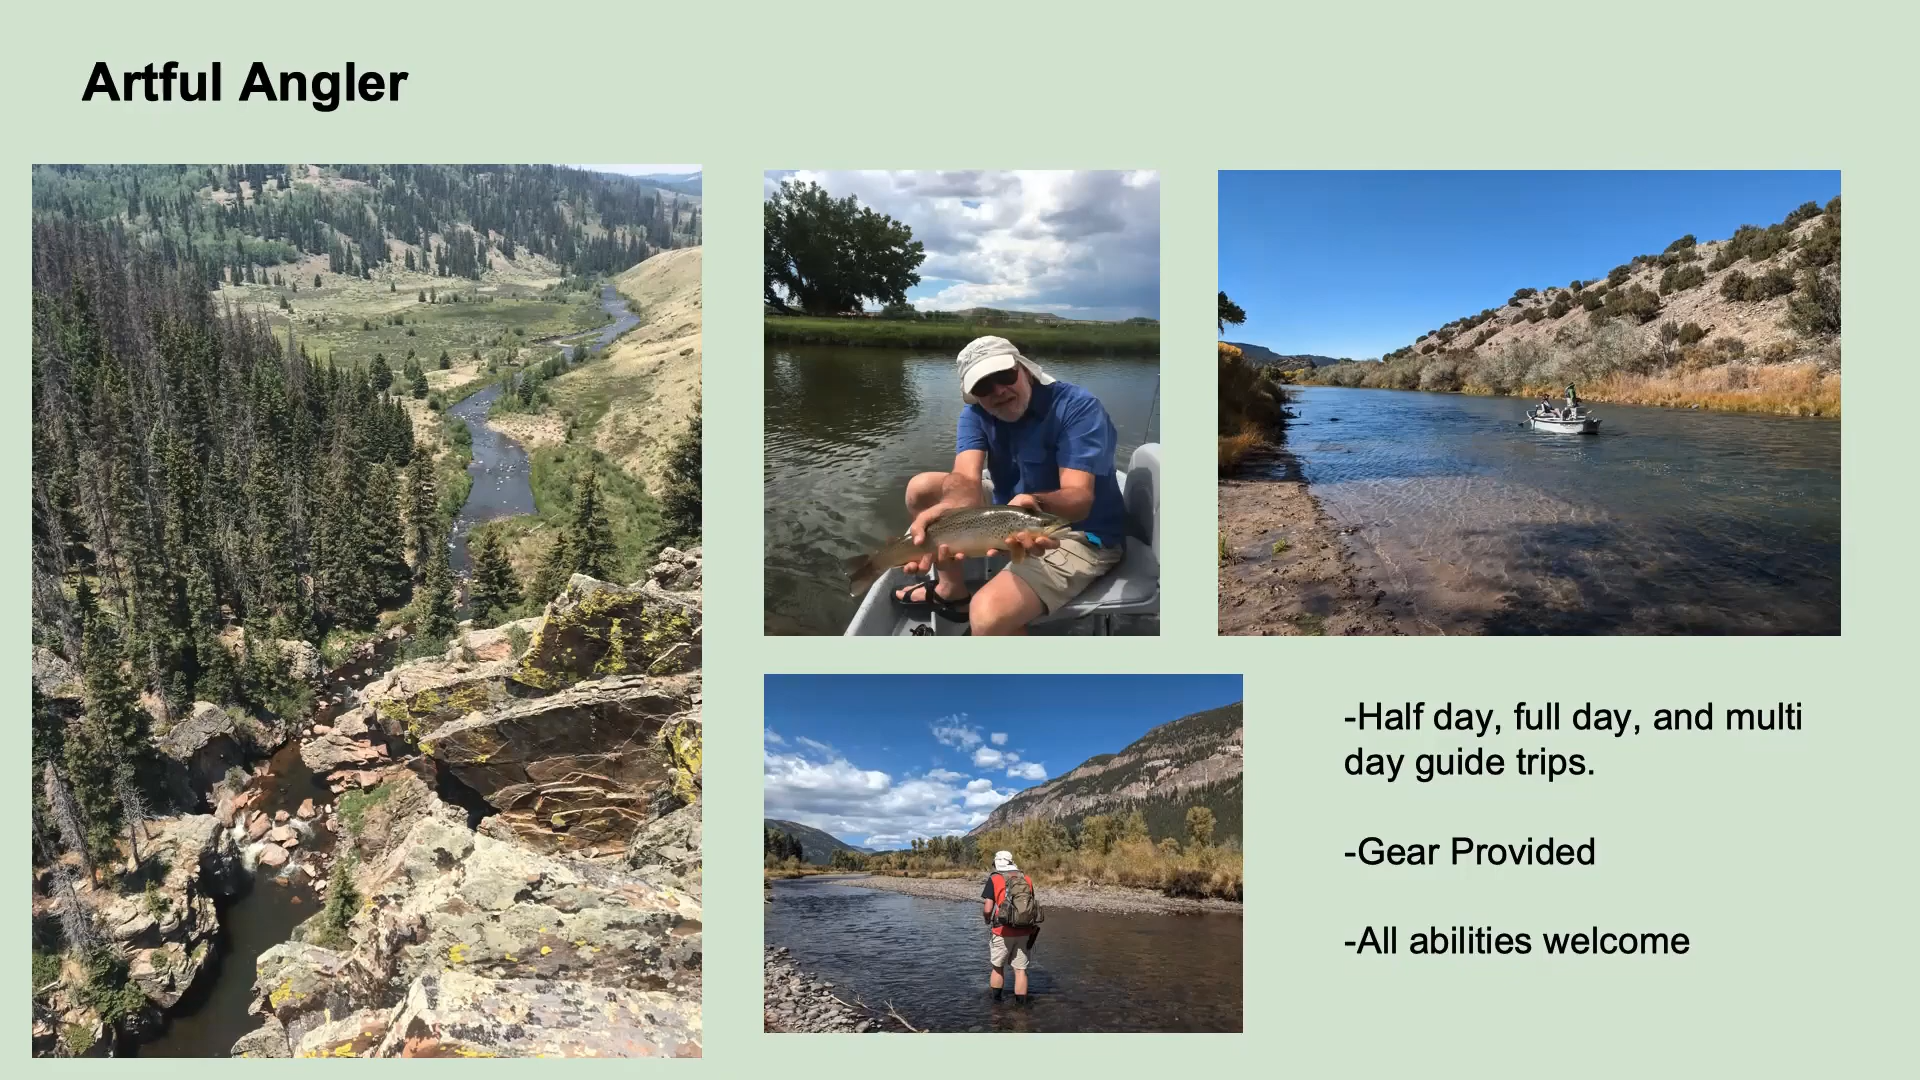 Artful Angler
-Half day, full day, and multi
day guide trips.
-Gear Provided
-All abilities welcome